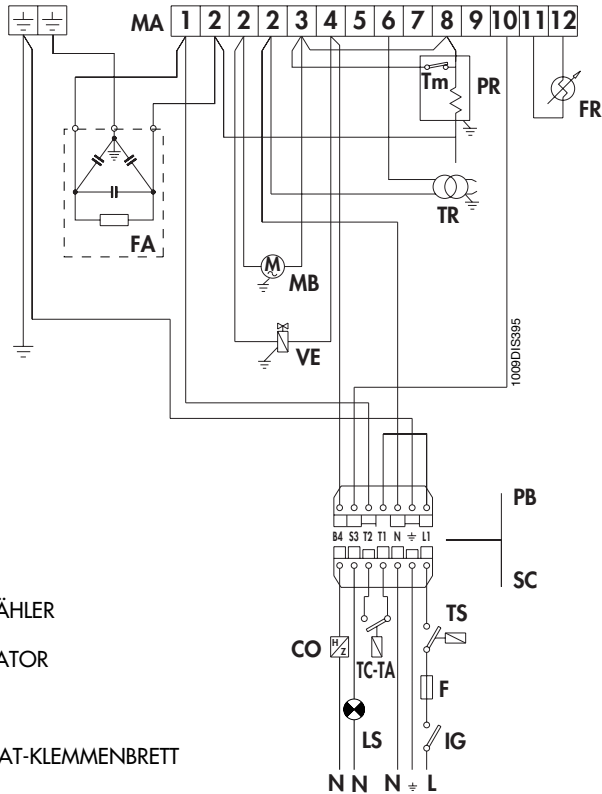 MA 1 2 2 2 3 4 5 6 7 8 9 10 11 12
Tm
PR
FR
TR
FA
M
MB
VE
1009DIS395
PB
B4 S3 T2 T1 N L1
SC
ÄHLER
TS
H
Z
CO
TC-TA
ATOR
F
LS
IG
AT-KLEMMENBRETT
N N N L